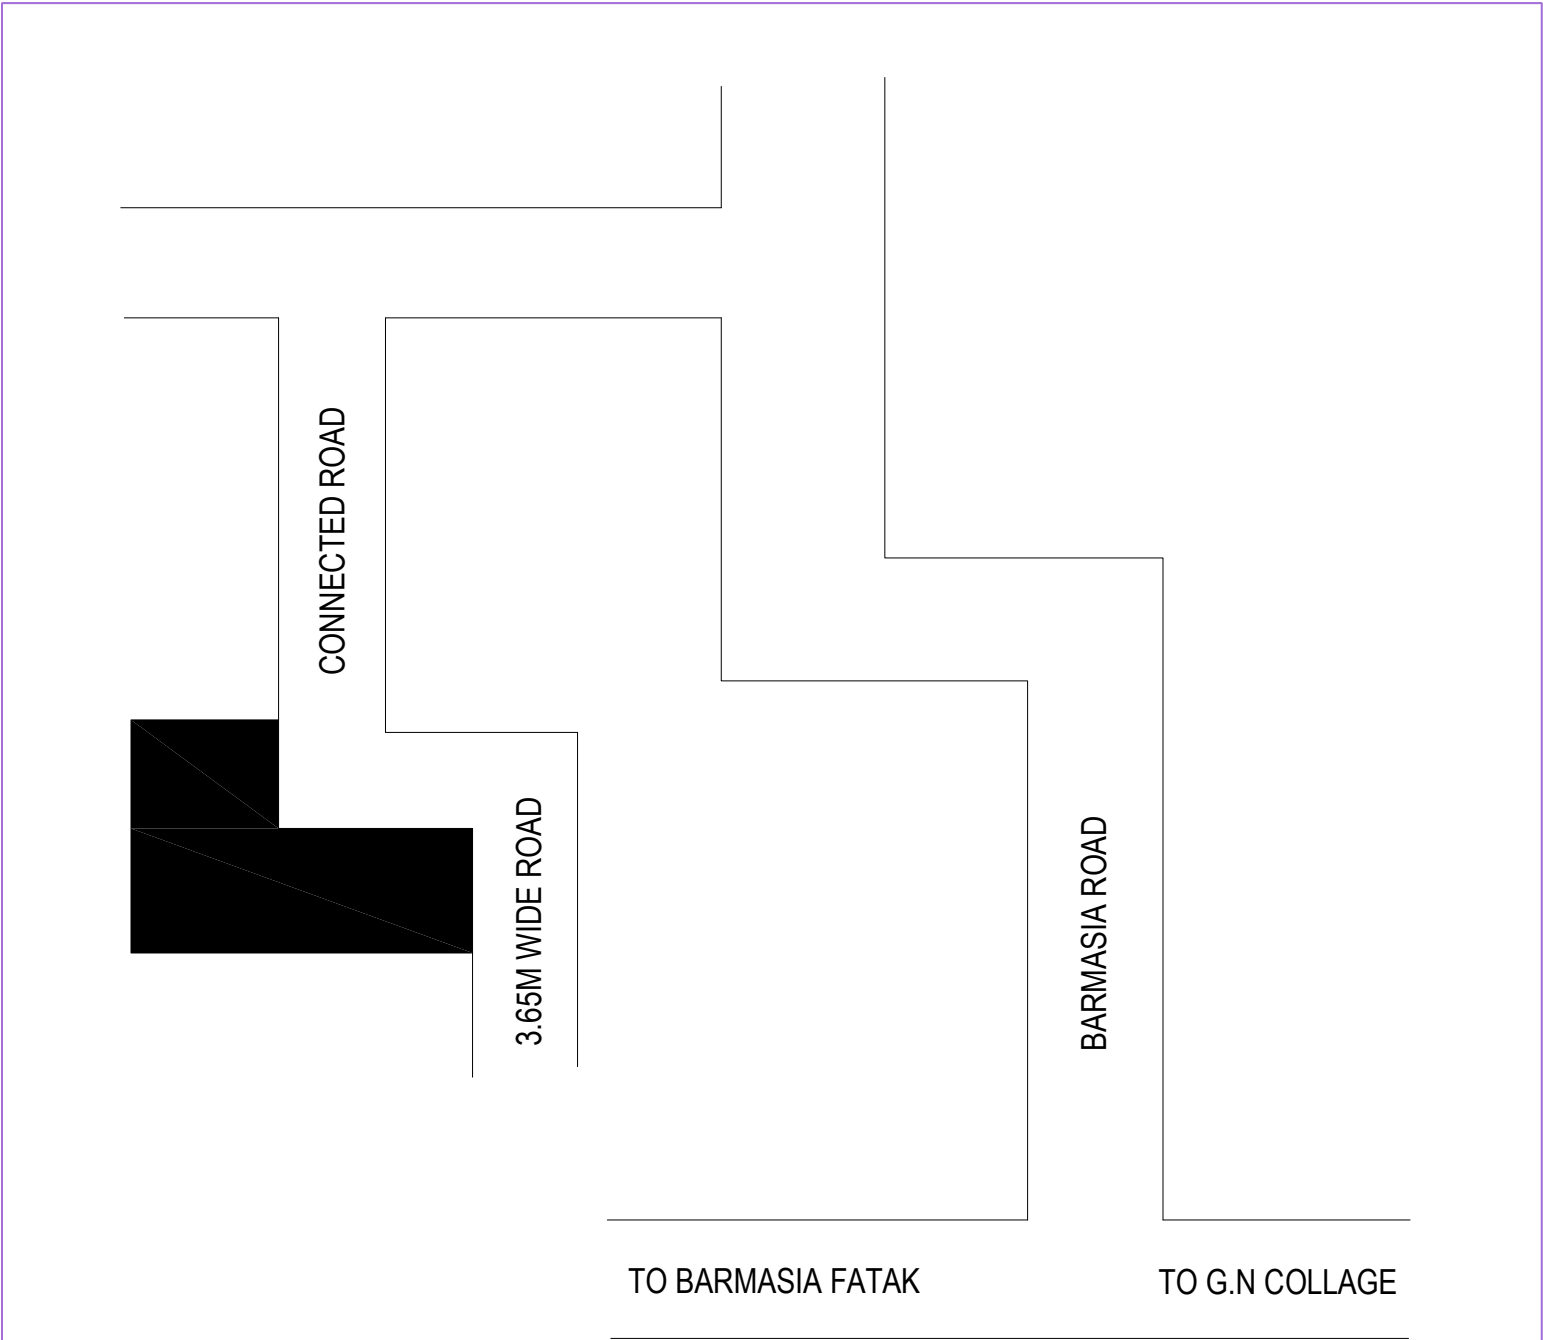 CONNECTED ROAD
3.65M WIDE ROAD
BARMASIA ROAD
TO BARMASIA FATAK
TO G.N COLLAGE